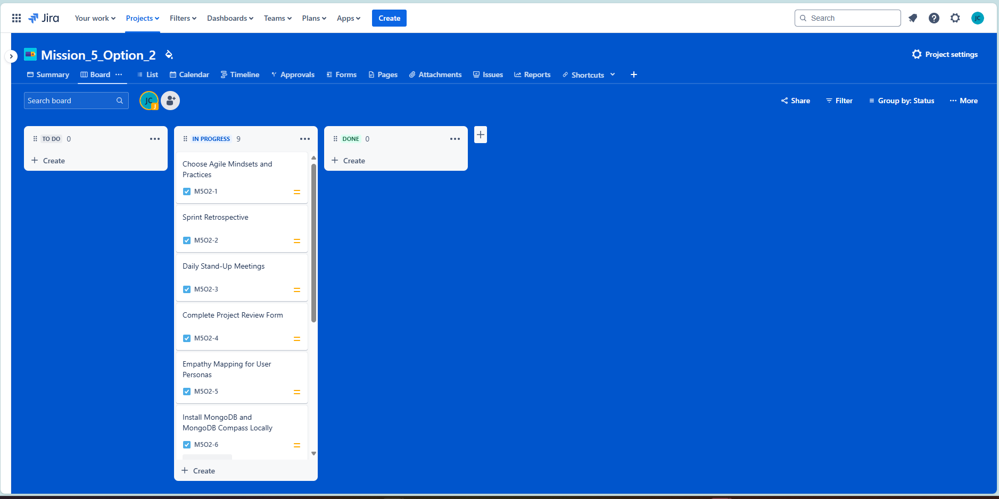 Jira Your work Projects Filters Dashboards Teams Plans Apps Create Search JC
Mission_5_Option_2 Project settings
Summary Board List Calendar Timeline Approvals Forms Pages Attachments Issues Reports Shortcuts
Search board JC J Share Filter Group by: Status More
TO DO 0
Create
IN PROGRESS 9
Choose Agile Mindsets and
Practices
M5O2-1
Sprint Retrospective
M5O2-2
Daily Stand-Up Meetings
M5O2-3
Complete Project Review Form
M5O2-4
Empathy Mapping for User
Personas
M5O2-5
Install MongoDB and
MongoDB Compass Locally
M5O2-6
Create
DONE 0
Create